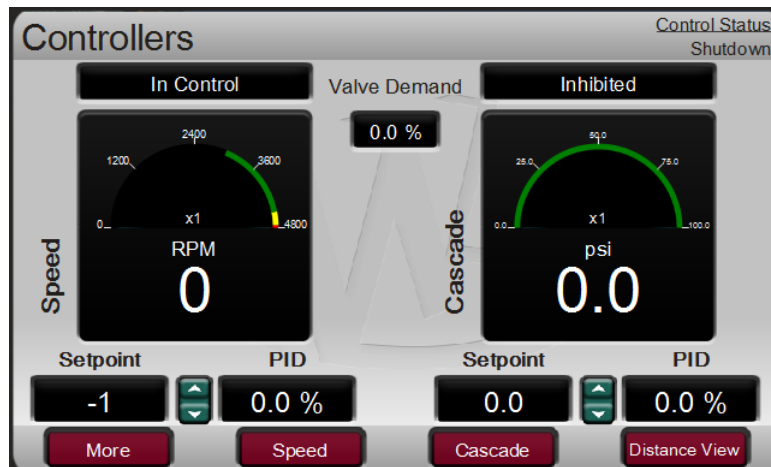 Controllers
Control Status
Shutdown
In Control
Valve Demand
Inhibited
0.0 %
2400
1200
3600
0
4800
x1
RPM
0
Speed
50.0
25.0
75.0
0.0
100.0
x1
psi
0.0
Cascade
Setpoint
PID
Setpoint
PID
-1
0.0 %
0.0
0.0 %
More
Speed
Cascade
Distance View